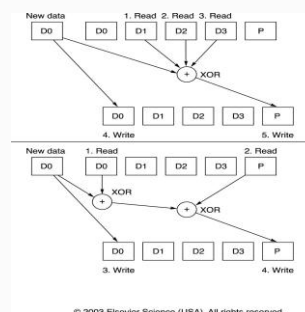 New data 1. Read 2. Read 3. Read
D0 D0 D1 D2 D3 P
+ XOR
D0 D1 D2 D3 P
4. Write 5. Write
New data 1. Read 2. Read
D0 D0 D1 D2 D3 P
XOR
+ + XOR
D0 D1 D2 D3 P
3. Write 4. Write
© 2003 Elsevier Science (USA). All rights reserved.